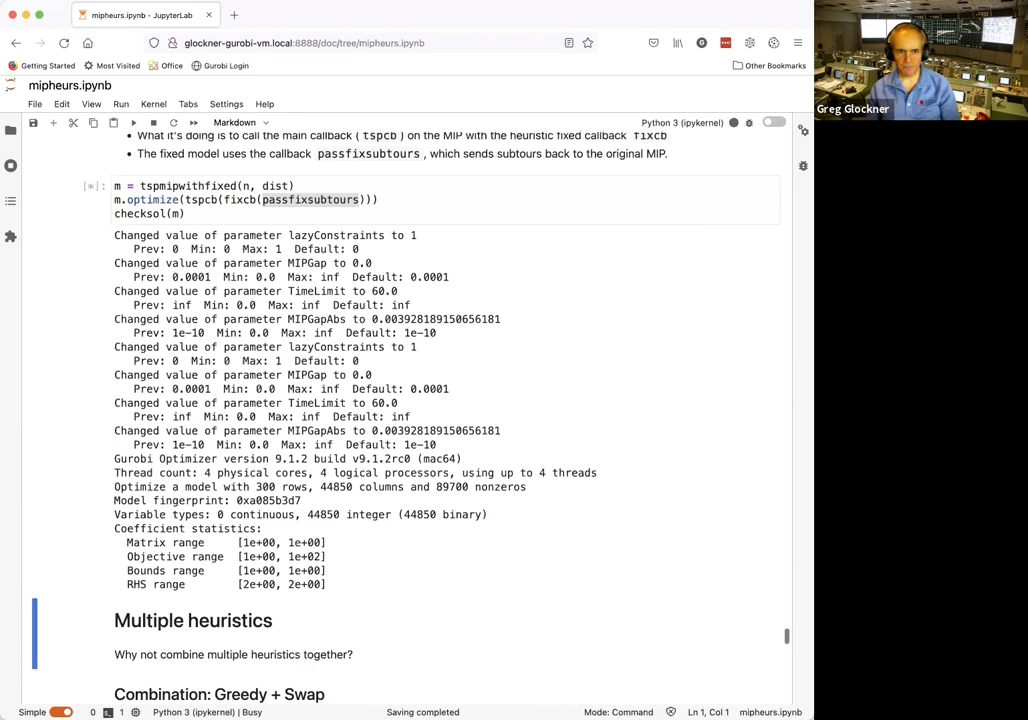 mipheurs.ipynb - JupyterLab
glockner-gurobi-vm.local:8888/doc/tree/mipheurs.ipynb
Getting Started
Most Visited
Office
Gurobi Login
Other Bookmarks
mipheurs.ipynb
File Edit View Run Kernel Tabs Settings Help
Markdown
Python 3 (ipykernel)
• What it's doing is to call the main callback ( tspcb ) on the MIP with the heuristic fixed callback fixcb
• The fixed model uses the callback passfixsubtours , which sends subtours back to the original MIP.
[*]: m = tspmipwithfixed(n, dist)
m.optimize(tspcb(fixcb(passfixsubtours)))
checksol(m)
Changed value of parameter lazyConstraints to 1
Prev: 0 Min: 0 Max: 1 Default: 0
Changed value of parameter MIPGap to 0.0
Prev: 0.0001 Min: 0.0 Max: inf Default: 0.0001
Changed value of parameter TimeLimit to 60.0
Prev: inf Min: 0.0 Max: inf Default: inf
Changed value of parameter MIPGapAbs to 0.003928189150656181
Prev: 1e-10 Min: 0.0 Max: inf Default: 1e-10
Changed value of parameter lazyConstraints to 1
Prev: 0 Min: 0 Max: 1 Default: 0
Changed value of parameter MIPGap to 0.0
Prev: 0.0001 Min: 0.0 Max: inf Default: 0.0001
Changed value of parameter TimeLimit to 60.0
Prev: inf Min: 0.0 Max: inf Default: inf
Changed value of parameter MIPGapAbs to 0.003928189150656181
Prev: 1e-10 Min: 0.0 Max: inf Default: 1e-10
Gurobi Optimizer version 9.1.2 build v9.1.2rc0 (mac64)
Thread count: 4 physical cores, 4 logical processors, using up to 4 threads
Optimize a model with 300 rows, 44850 columns and 89700 nonzeros
Model fingerprint: 0xa085b3d7
Variable types: 0 continuous, 44850 integer (44850 binary)
Coefficient statistics:
Matrix range [1e+00, 1e+00]
Objective range [1e+00, 1e+02]
Bounds range [1e+00, 1e+00]
RHS range [2e+00, 2e+00]
Multiple heuristics
Why not combine multiple heuristics together?
Combination: Greedy + Swap
Simple 0 1 Python 3 (ipykernel) | Busy Saving completed Mode: Command Ln 1, Col 1 mipheurs.ipynb
Greg Glockner